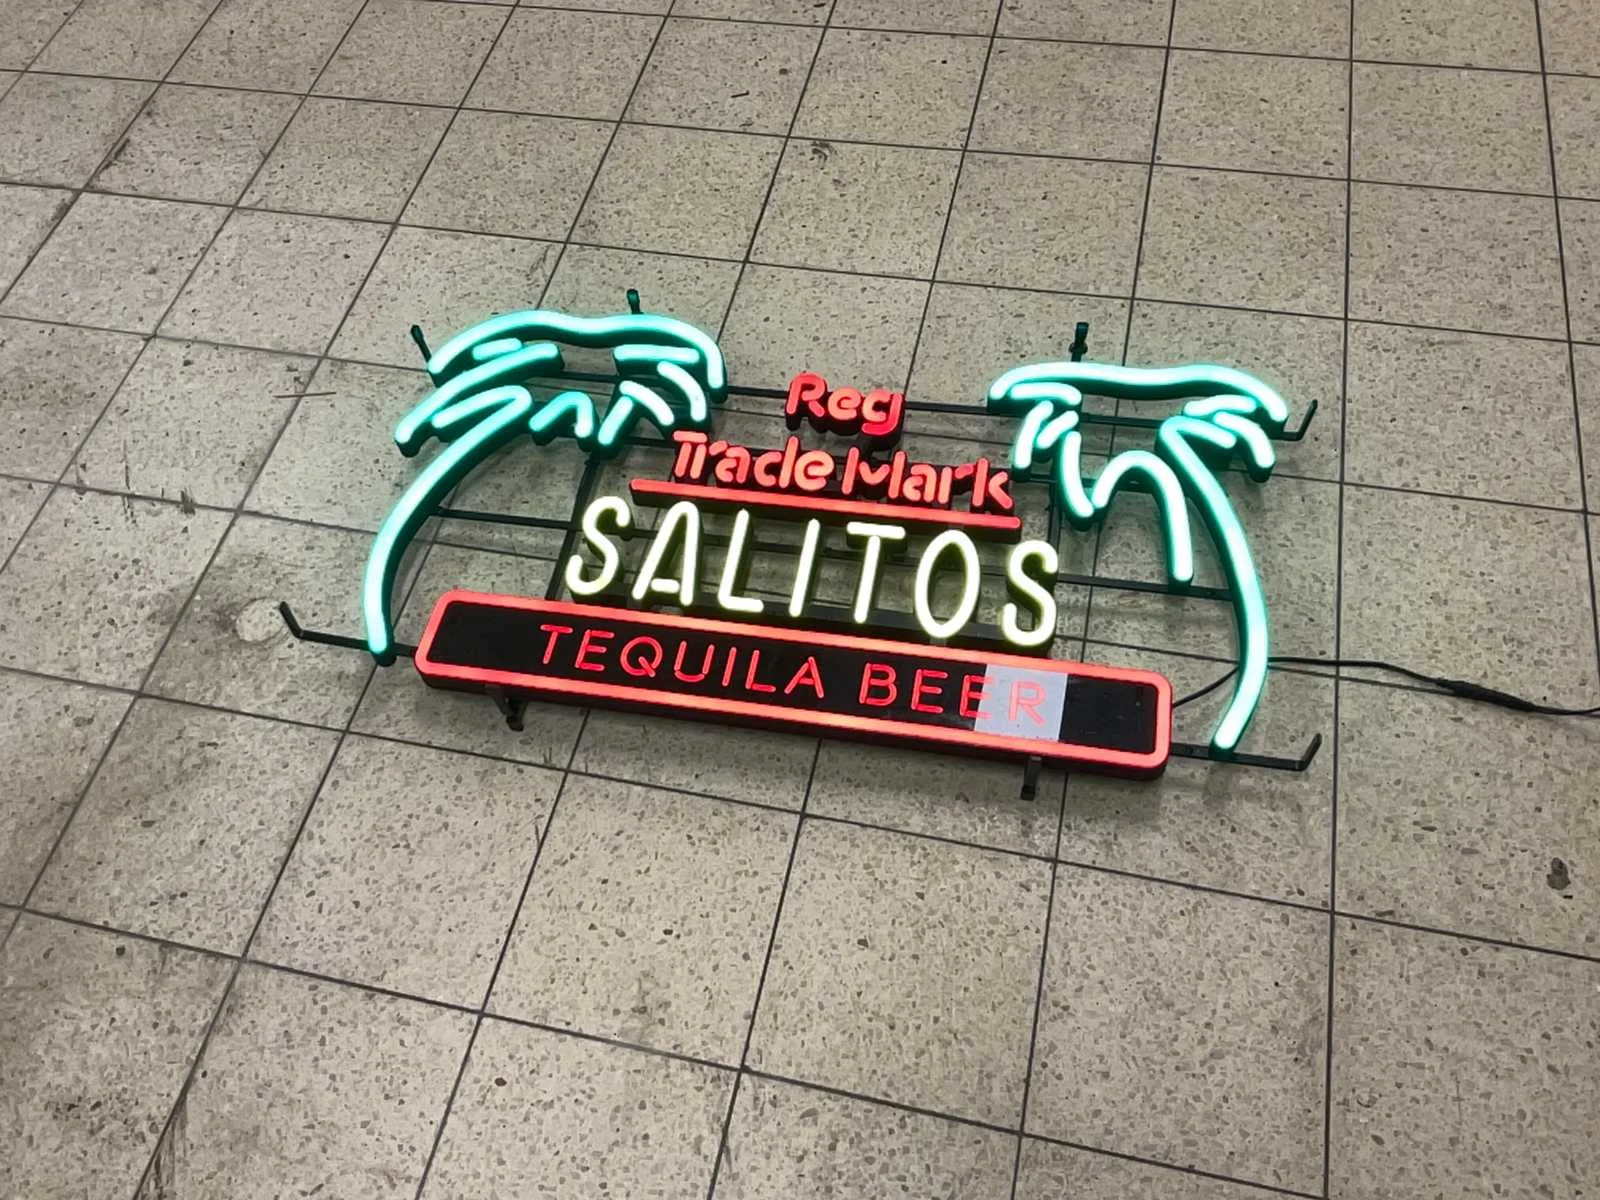 Reg
Trade Mark
SALITOS
TEQUILA BEER